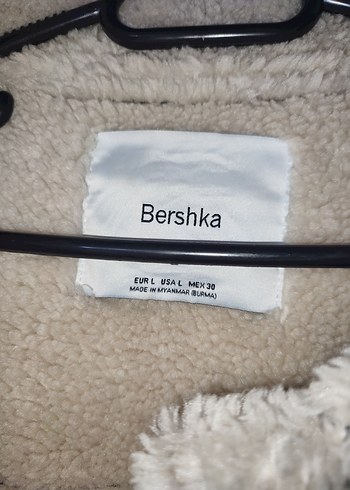 Bershka
EUR L USA L MEX 30
MADE IN MYANMAR (BURMA)